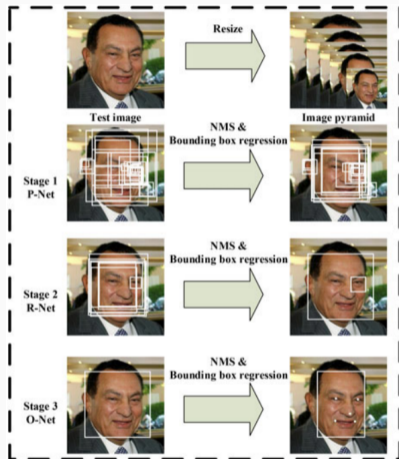 Resize
Test image
Image pyramid
NMS &
Bounding box regression
Stage 1
P-Net
NMS &
Bounding box regression
Stage 2
R-Net
NMS &
Bounding box regression
Stage 3
O-Net